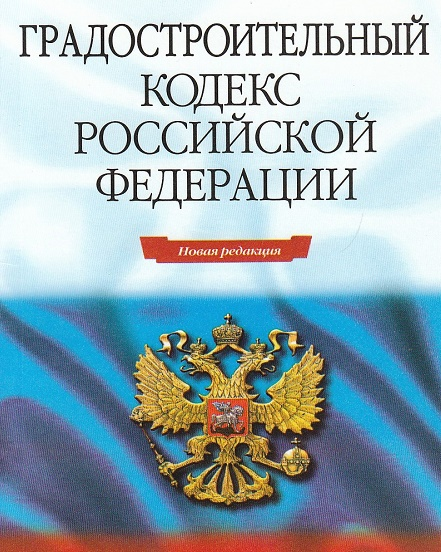 ГРАДОСТРОИТЕЛЬНЫЙ
КОДЕКС
РОССИЙСКОЙ
ФЕДЕРАЦИИ
Новая редакция